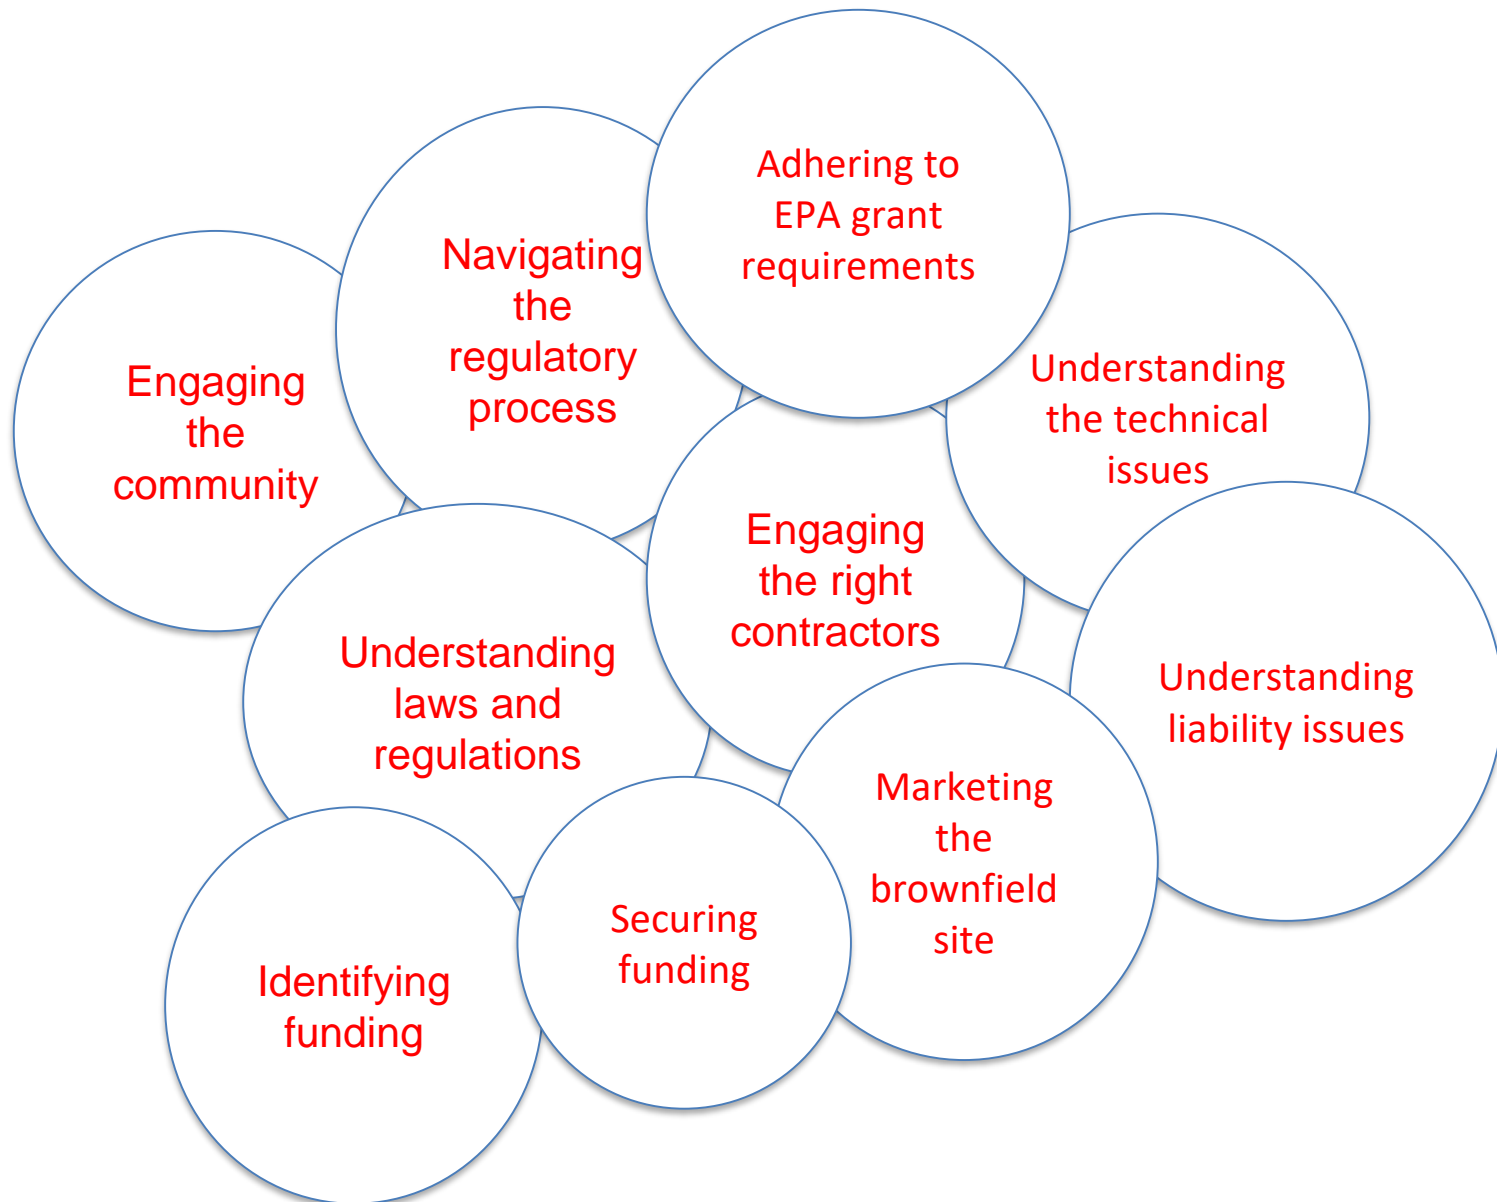 Adhering to
EPA grant
requirements
Navigating
the
regulatory
process
Engaging
the
community
Understanding
the technical
issues
Engaging
the right
contractors
Understanding
laws and
regulations
Understanding
liability issues
Marketing
the
brownfield
site
Securing
funding
Identifying
funding